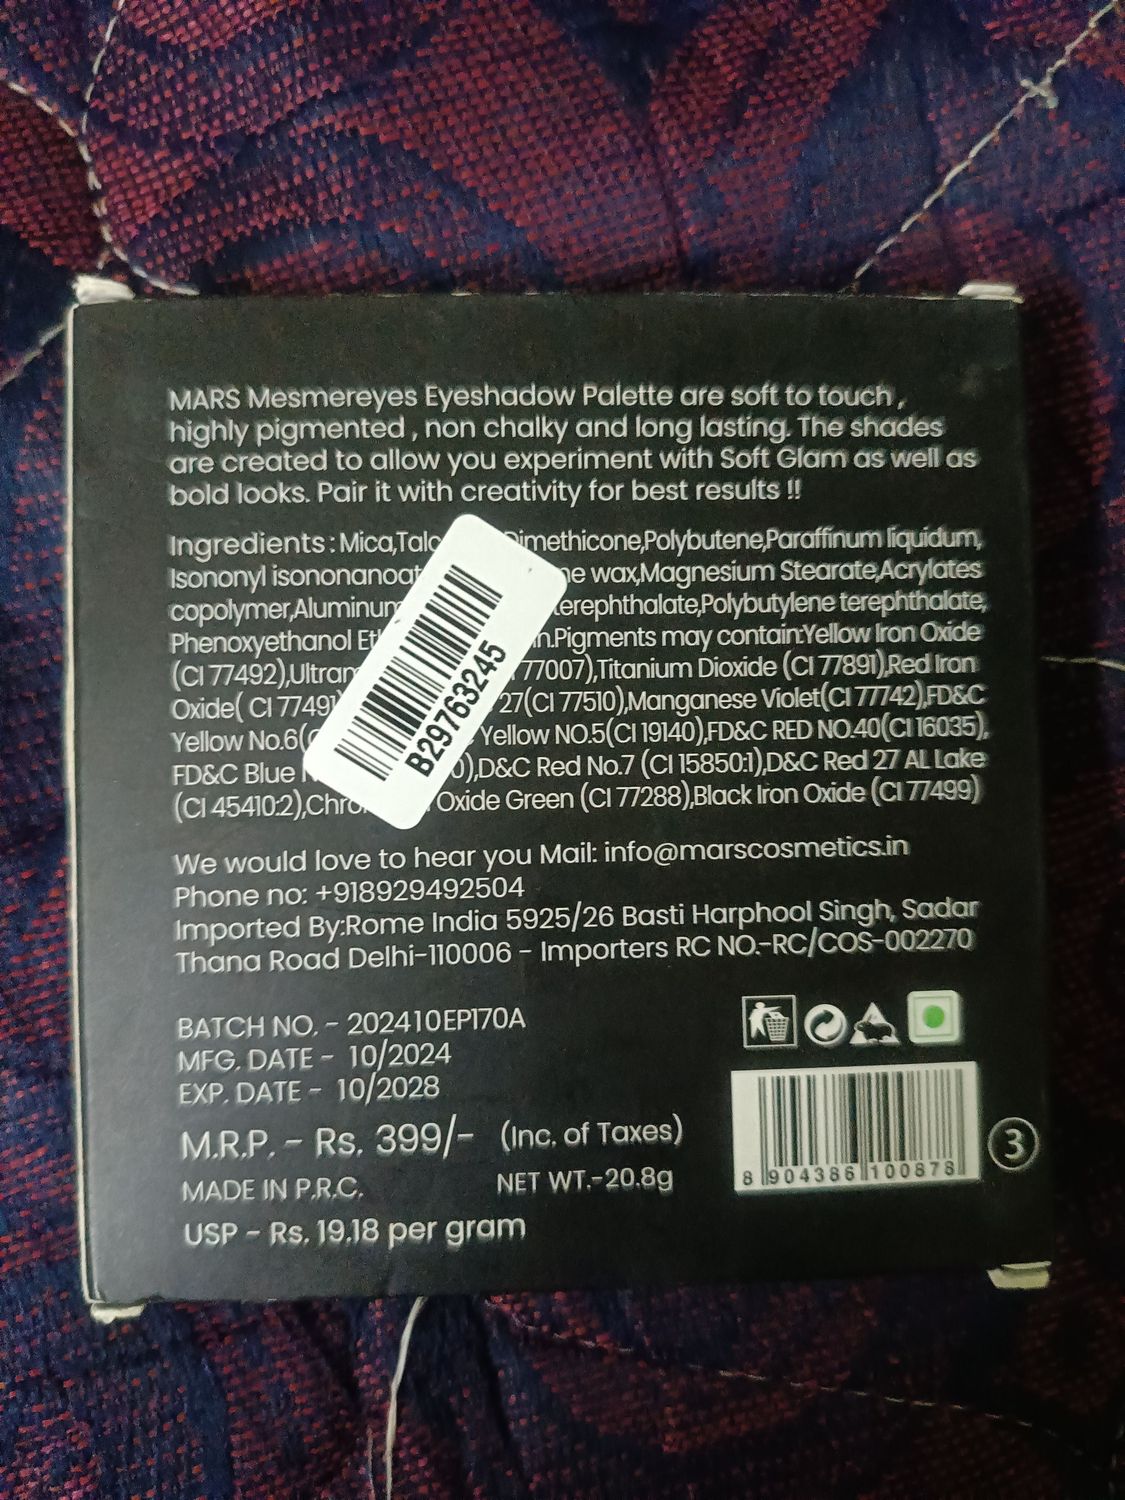 MARS Mesmereyes Eyeshadow Palette are soft to touch ,
highly pigmented , non chalky and long lasting. The shades
are created to allow you experiment with Soft Glam as well as
bold looks. Pair it with creativity for best results !!
Ingredients : Mica,Talc Dimethicone,Polybutene,Paraffinum liquidum,
Isononyl wax,Magnesium Stearate,Acrylates
copolymer,Aluminum terephthalate,Polybutylene terephthalate,
Phenoxyethanol Pigments may contain:Yellow Iron Oxide
(CI 77492), 77007),Titanium Dioxide (CI 77891),Red Iron
Oxide( CI 77491 27(CI 77510),Manganese Violet(CI 77742),FD&C
Yellow No.6( Yellow NO.5(CI 19140),FD&C RED NO.40(CI 16035),
FD&C Blue 0),D&C Red No.7 (CI 15850:1),D&C Red 27 AL Lake
(CI 45410:2), Oxide Green (CI 77288),Black Iron Oxide (CI 77499)
B29763245
We would love to hear you Mail: info@marscosmetics.in
Phone no: +918929492504
Imported By:Rome India 5925/26 Basti Harphool Singh, Sadar
Thana Road Delhi-110006 - Importers RC NO.-RC/COS-002270
BATCH NO. - 202410EP170A
MFG. DATE - 10/2024
EXP. DATE - 10/2028
M.R.P. - Rs. 399/- (Inc. of Taxes)
MADE IN P.R.C. NET WT.-20.8g
USP - Rs. 19.18 per gram
8 904386 100878
3